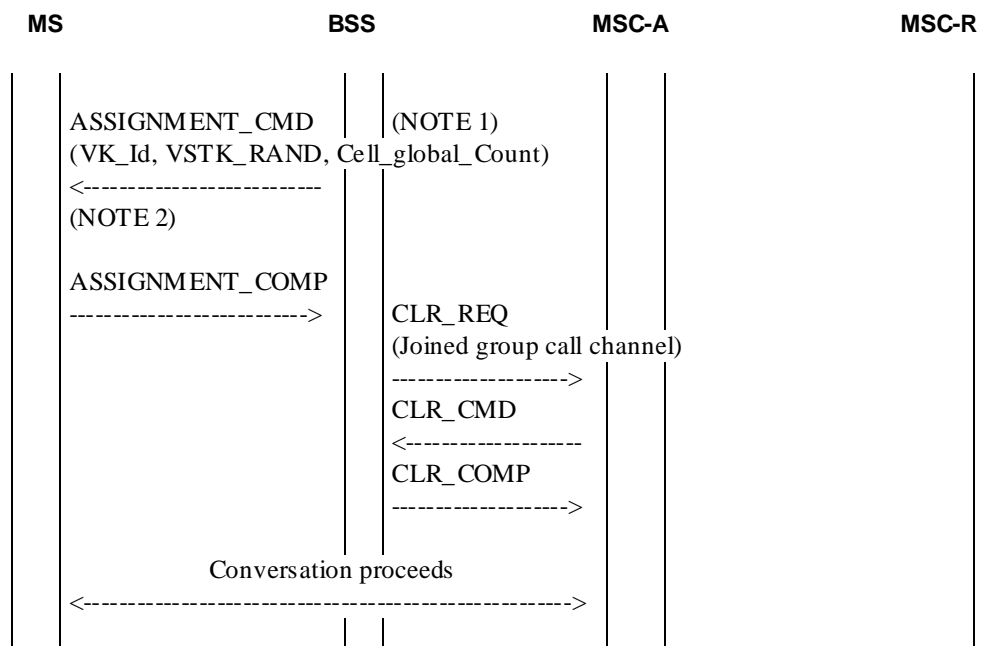 MS BSS MSC-A MSC-R
ASSIGNMENT_CMD (NOTE 1)
(VK_Id, VSTK_RAND, Cell_global_Count)
<---------------------------
(NOTE 2)
ASSIGNMENT_COMP
---------------------------> CLR_REQ
(Joined group call channel)
-------------------->
CLR_CMD
<--------------------
CLR_COMP
-------------------->
Conversation proceeds
<------------------------------------------------------->